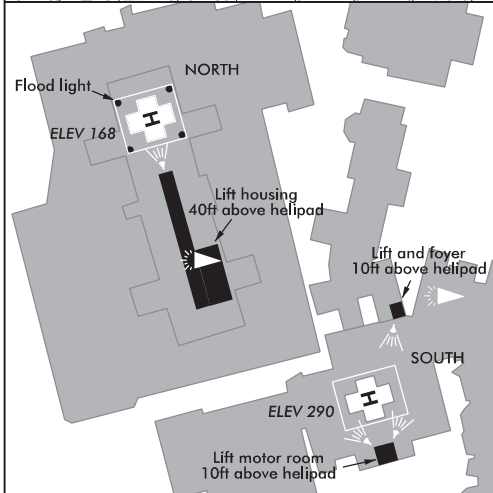 NORTH
Flood light
H
ELEV 168
Lift housing
40ft above helipad
Lift and foyer
10ft above helipad
SOUTH
H
ELEV 290
Lift motor room
10ft above helipad